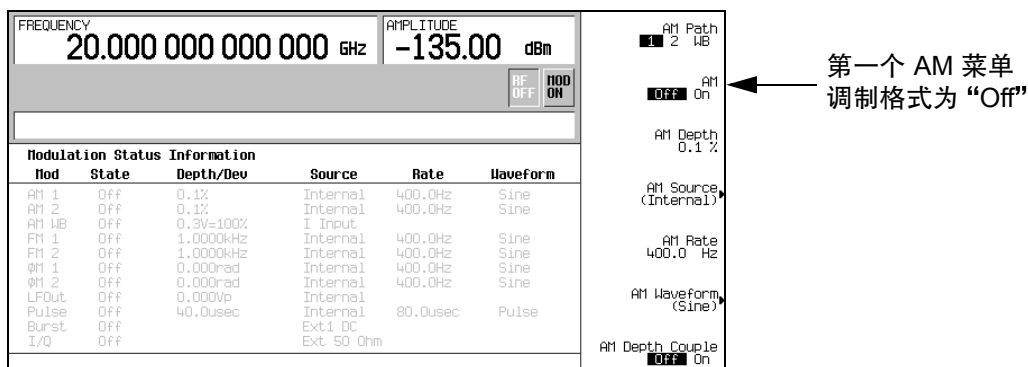 FREQUENCY
20.000 000 000 000 GHz
AMPLITUDE
−135.00 dBm
RF OFF
MOD ON
Modulation Status Information
Mod State Depth/Dev Source Rate Waveform
AM 1 Off 0.1% Internal 400.0Hz Sine
AM 2 Off 0.1% Internal 400.0Hz Sine
AM WB Off 0.3V=100% I Input
FM 1 Off 1.0000kHz Internal 400.0Hz Sine
FM 2 Off 1.0000kHz Internal 400.0Hz Sine
ΦM 1 Off 0.000rad Internal 400.0Hz Sine
ΦM 2 Off 0.000rad Internal 400.0Hz Sine
LFOut Off 0.000Vp Internal
Pulse Off 40.0usec Internal 80.0usec Pulse
Burst Off Ext1 DC
I/Q Off Ext 50 Ohm
AM Path
1 2 WB
AM
Off On
AM Depth
0.1 %
AM Source
(Internal)
AM Rate
400.0 Hz
AM Waveform
(Sine)
AM Depth Couple
Off On
第一个 AM 菜单
调制格式为 “Off”